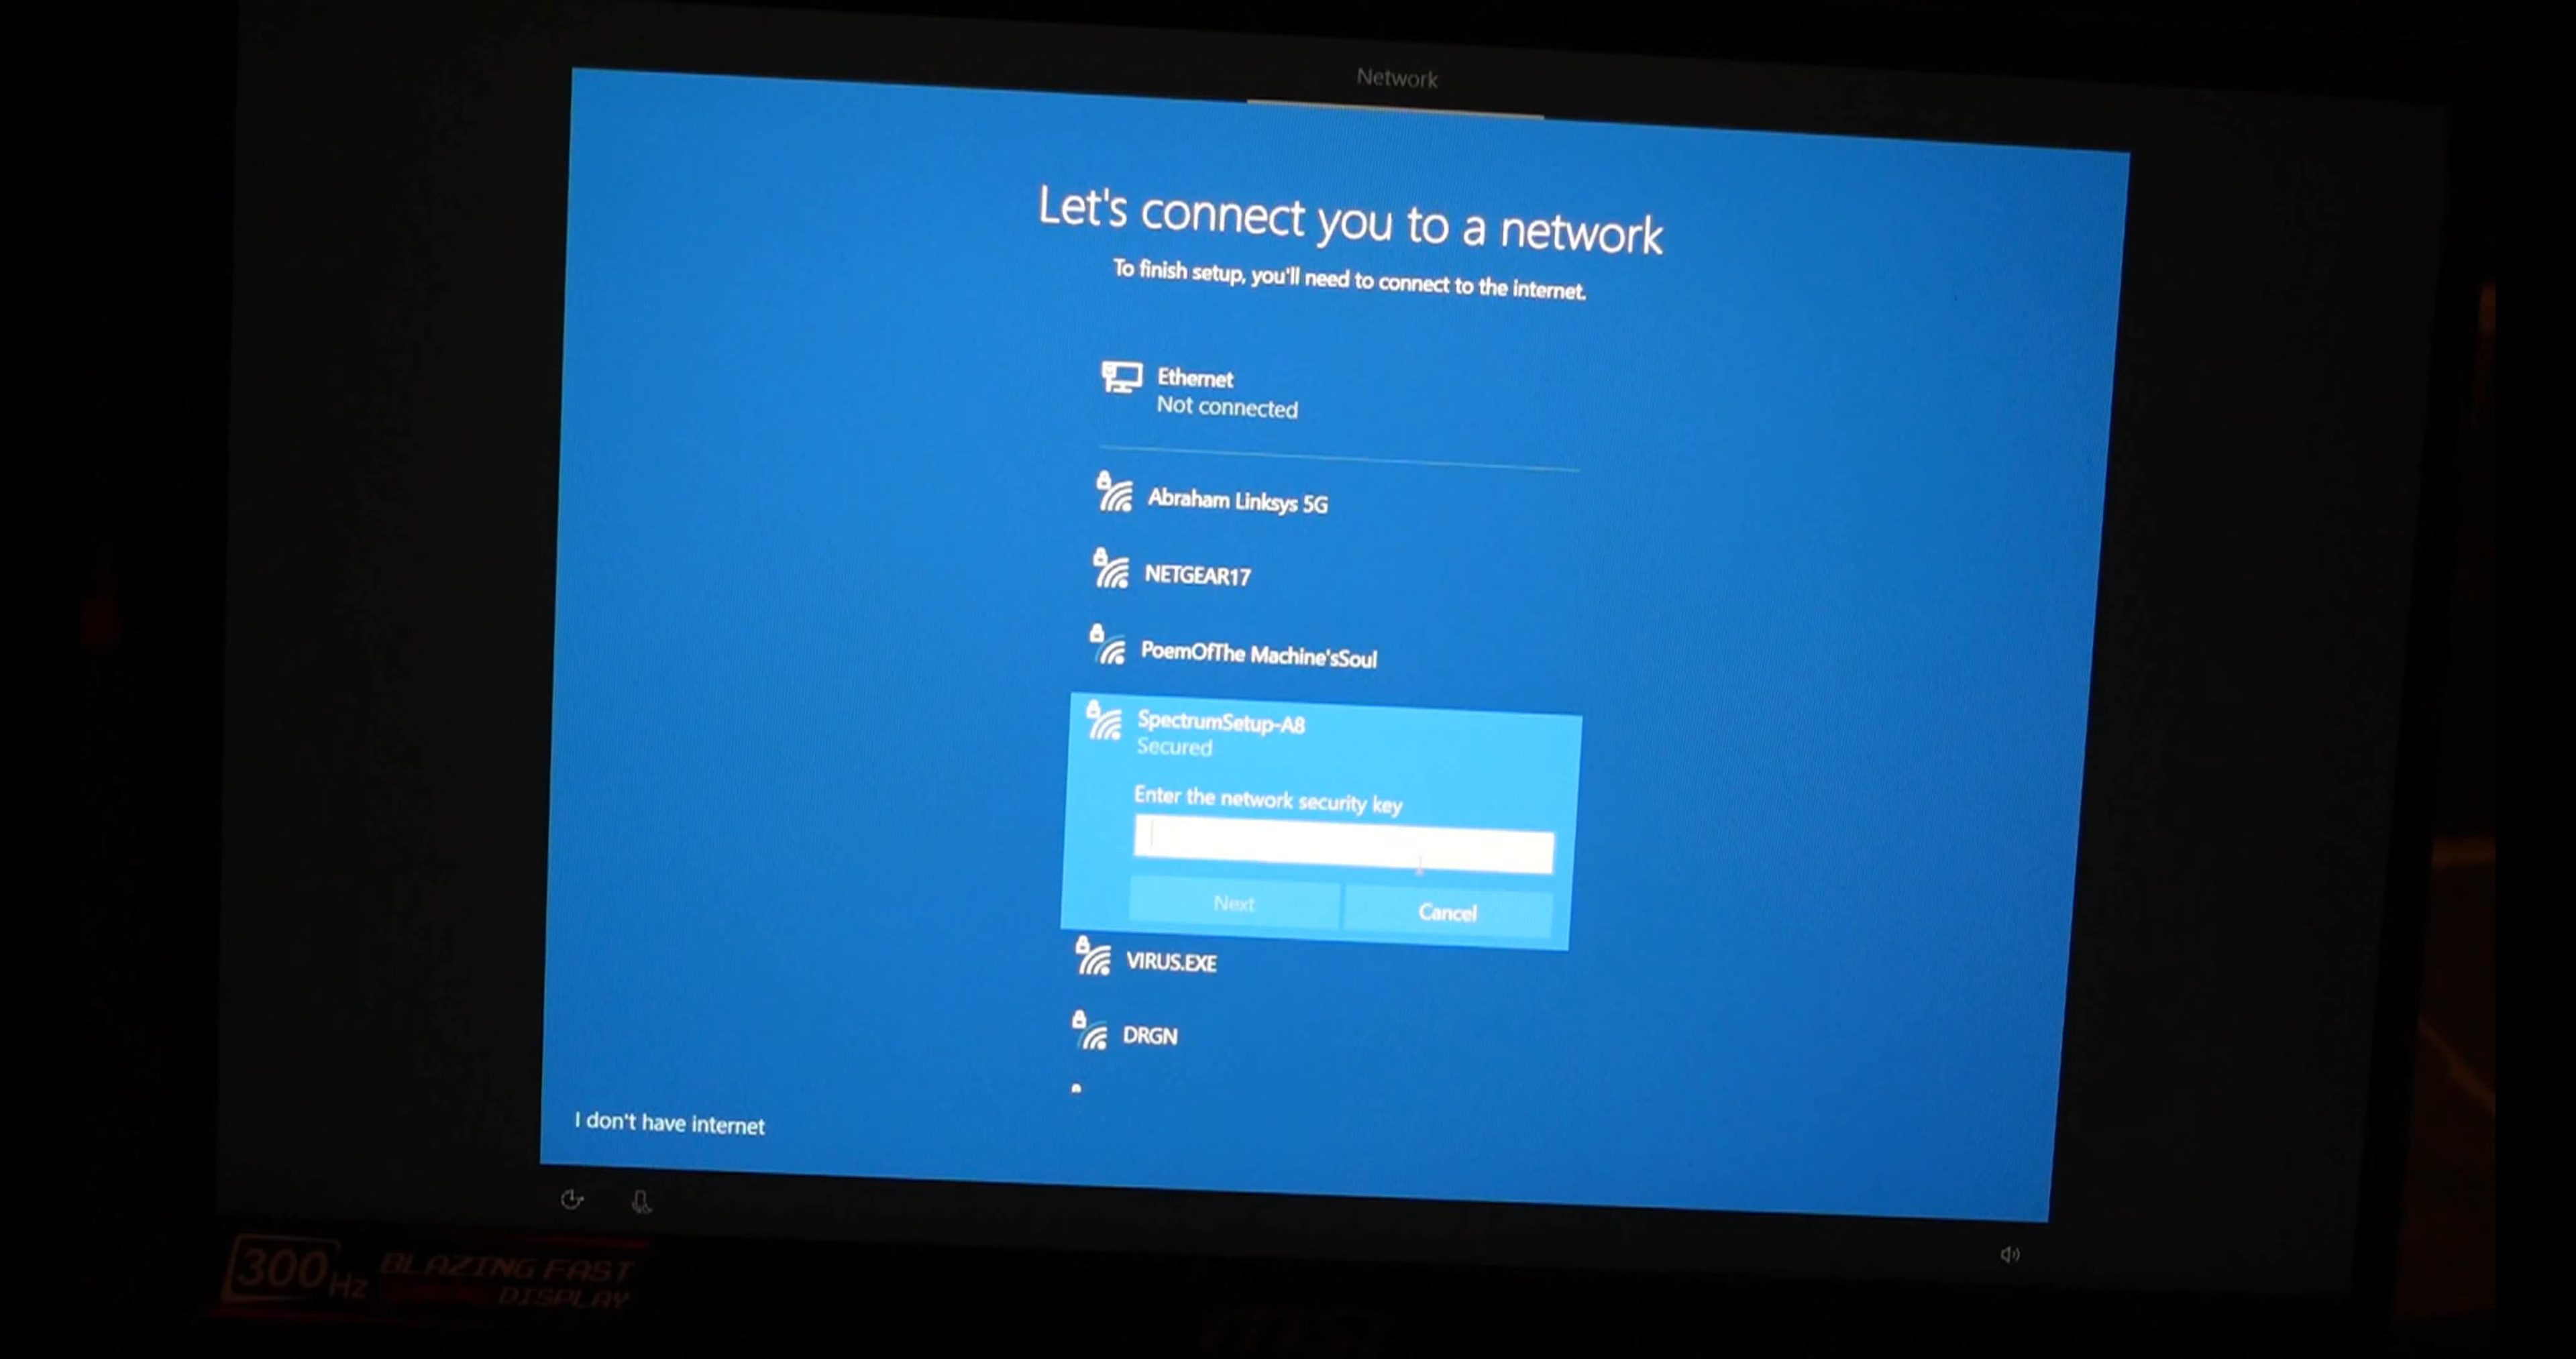 Network
Let's connect you to a network
To finish setup, you'll need to connect to the internet.
Ethernet
Not connected
Abraham Linksys 5G
NETGEAR17
PoemOfThe Machine'sSoul
SpectrumSetup-A8
Secured
Enter the network security key
Next
Cancel
VIRUS.EXE
DRGN
I don't have internet
300Hz BLAZING FAST
DISPLAY